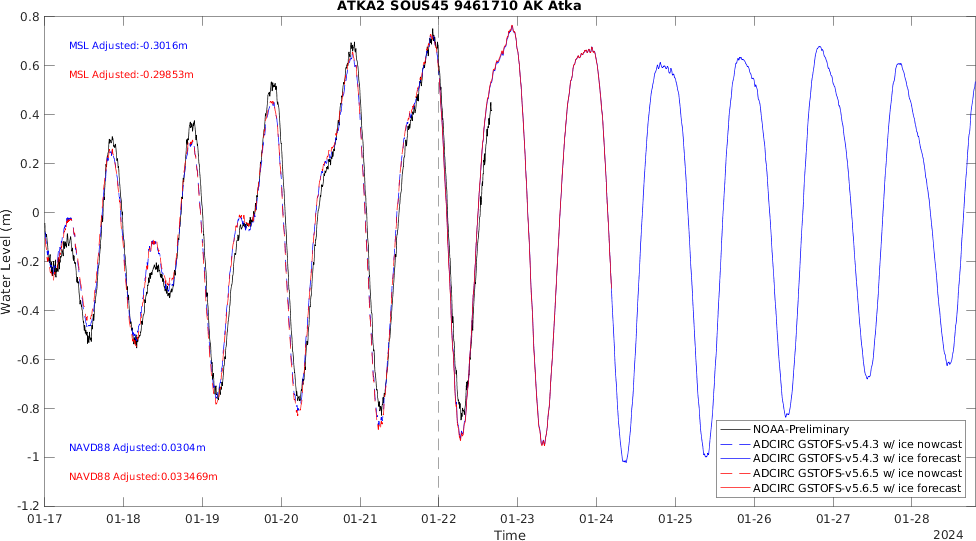 ATKA2 SOUS45 9461710 AK Atka
0.8
MSL Adjusted:-0.3016m
0.6
MSL Adjusted:-0.29853m
0.4
0.2
0
-0.2
-0.4
-0.6
-0.8
Water Level (m)
NOAA-Preliminary
NAVD88 Adjusted:0.0304m
ADCIRC GSTOFS-v5.4.3 w/ ice nowcast
-1
ADCIRC GSTOFS-v5.4.3 w/ ice forecast
NAVD88 Adjusted:0.033469m
ADCIRC GSTOFS-v5.6.5 w/ ice nowcast
ADCIRC GSTOFS-v5.6.5 w/ ice forecast
-1.2
01-17 01-18 01-19 01-20 01-21 01-22 01-23 01-24 01-25 01-26 01-27 01-28
Time
2024